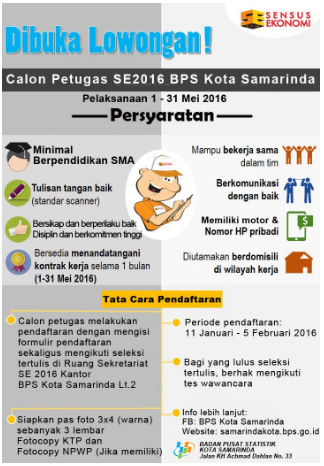 SENSUS
EKONOMI
Dibuka Lowongan!
Calon Petugas SE2016 BPS Kota Samarinda
Pelaksanaan 1 - 31 Mei 2016
Persyaratan
Minimal
Berpendidikan SMA
Tulisan tangan baik
(standar scanner)
Bersikap dan berperilaku baik
Disiplin dan berkomitmen tinggi
Bersedia menandatangani
kontrak kerja selama 1 bulan
(1-31 Mei 2016)
Mampu bekerja sama
dalam tim
Berkomunikasi
dengan baik
Memiliki motor &
Nomor HP pribadi
Diutamakan berdomisili
di wilayah kerja
Tata Cara Pendaftaran
Calon petugas melakukan
pendaftaran dengan mengisi
formulir pendaftaran
sekaligus mengikuti seleksi
tertulis di Ruang Sekretariat
SE 2016 Kantor
BPS Kota Samarinda Lt.2
Siapkan pas foto 3x4 (warna)
sebanyak 3 lembar
Fotocopy KTP dan
Fotocopy NPWP (Jika memiliki)
Periode pendaftaran:
11 Januari - 5 Februari 2016
Bagi yang lulus seleksi
tertulis, berhak mengikuti
tes wawancara
Info lebih lanjut:
FB: BPS Kota Samarinda
Website: samarindakota.bps.go.id
BADAN PUSAT STATISTIK
KOTA SAMARINDA
Jalan KH Achmad Dahlan No. 33